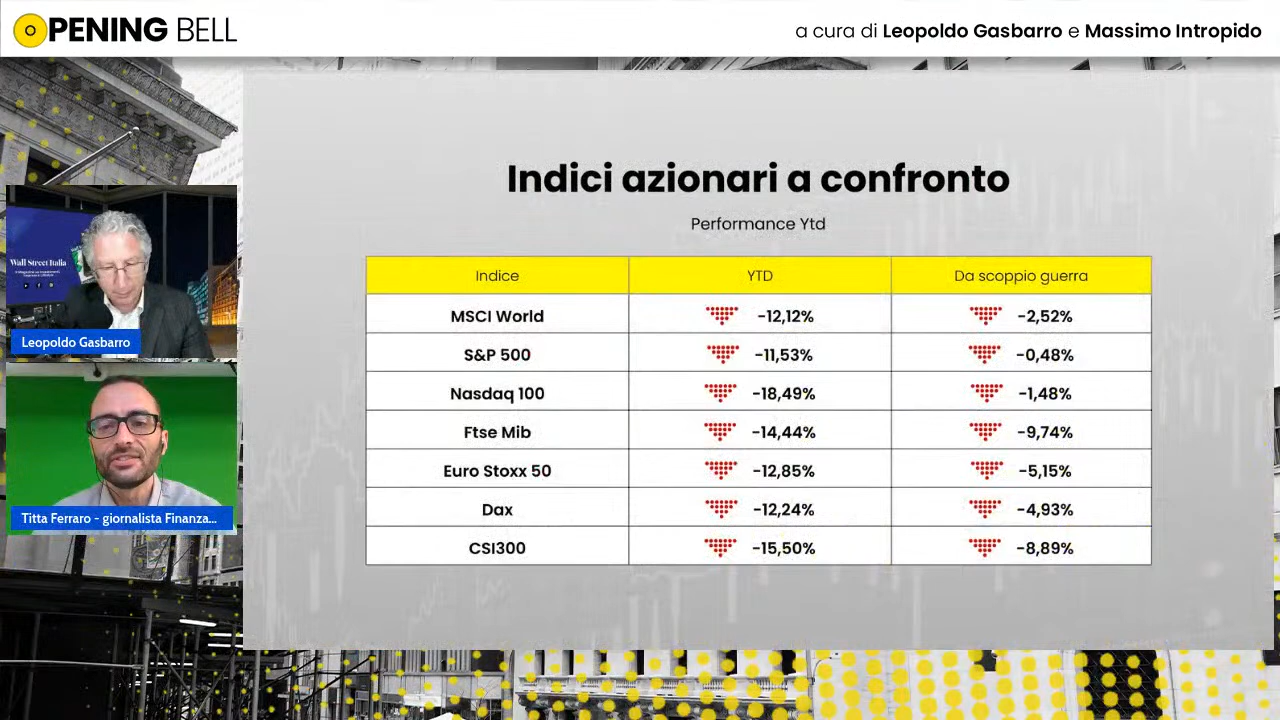 OPENING BELL
a cura di Leopoldo Gasbarro e Massimo Intropido
Indici azionari a confronto
Performance Ytd
Indice YTD Da scoppio guerra
MSCI World -12,12% -2,52%
S&P 500 -11,53% -0,48%
Nasdaq 100 -18,49% -1,48%
Ftse Mib -14,44% -9,74%
Euro Stoxx 50 -12,85% -5,15%
Dax -12,24% -4,93%
CSI300 -15,50% -8,89%
Wall Street Italia
Leopoldo Gasbarro
Titta Ferraro - giornalista Finanza...